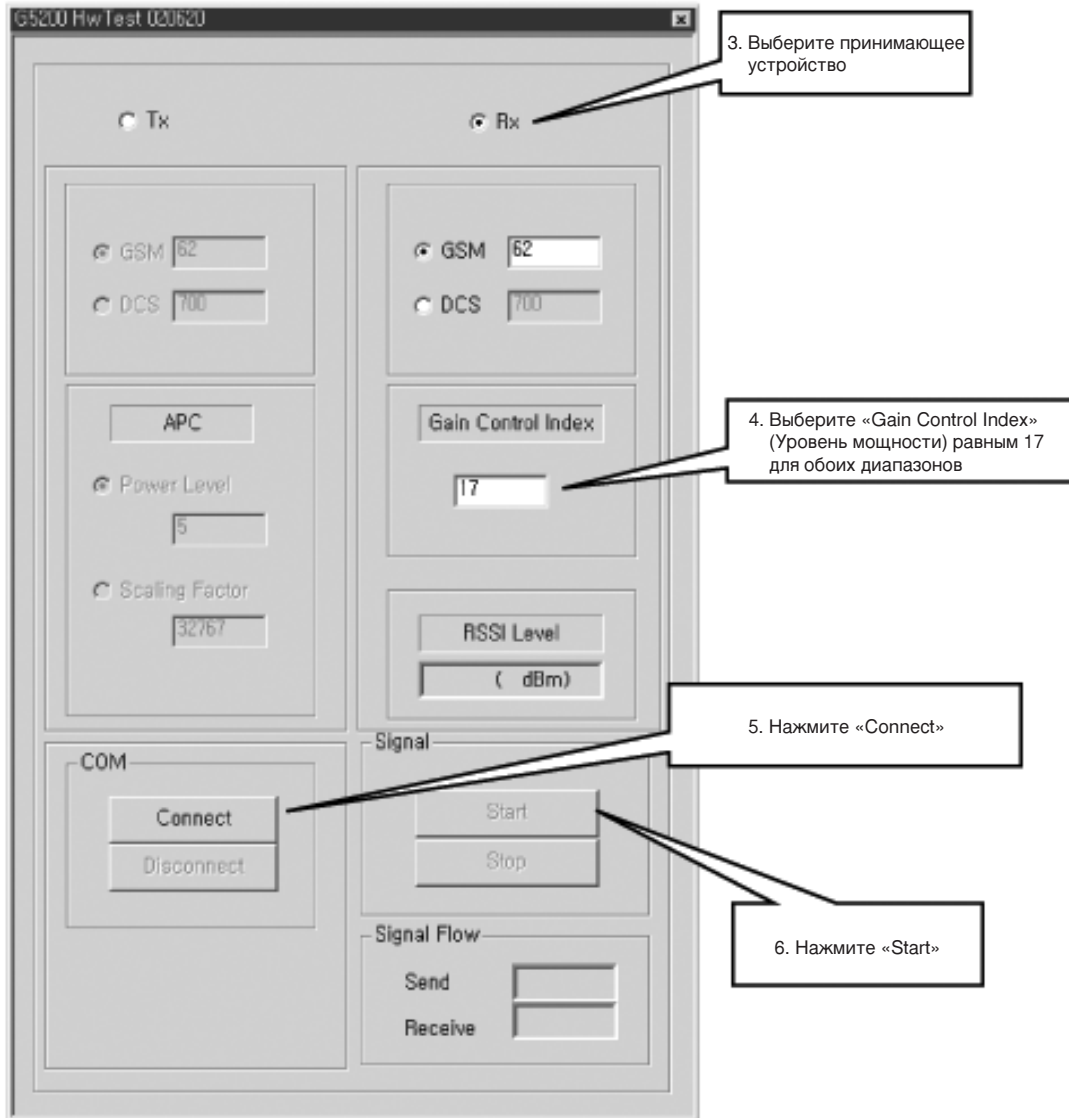 G5200 HwTest 020620
3. Выберите принимающее
устройство
Tx
Rx
GSM 62
DCS 700
GSM 62
DCS 700
APC
Power Level
5
Scaling Factor
32767
Gain Control Index
17
4. Выберите «Gain Control Index»
(Уровень мощности) равным 17
для обоих диапазонов
RSSI Level
( dBm)
5. Нажмите «Connect»
COM
Connect
Disconnect
Signal
Start
Stop
6. Нажмите «Start»
Signal Flow
Send
Receive